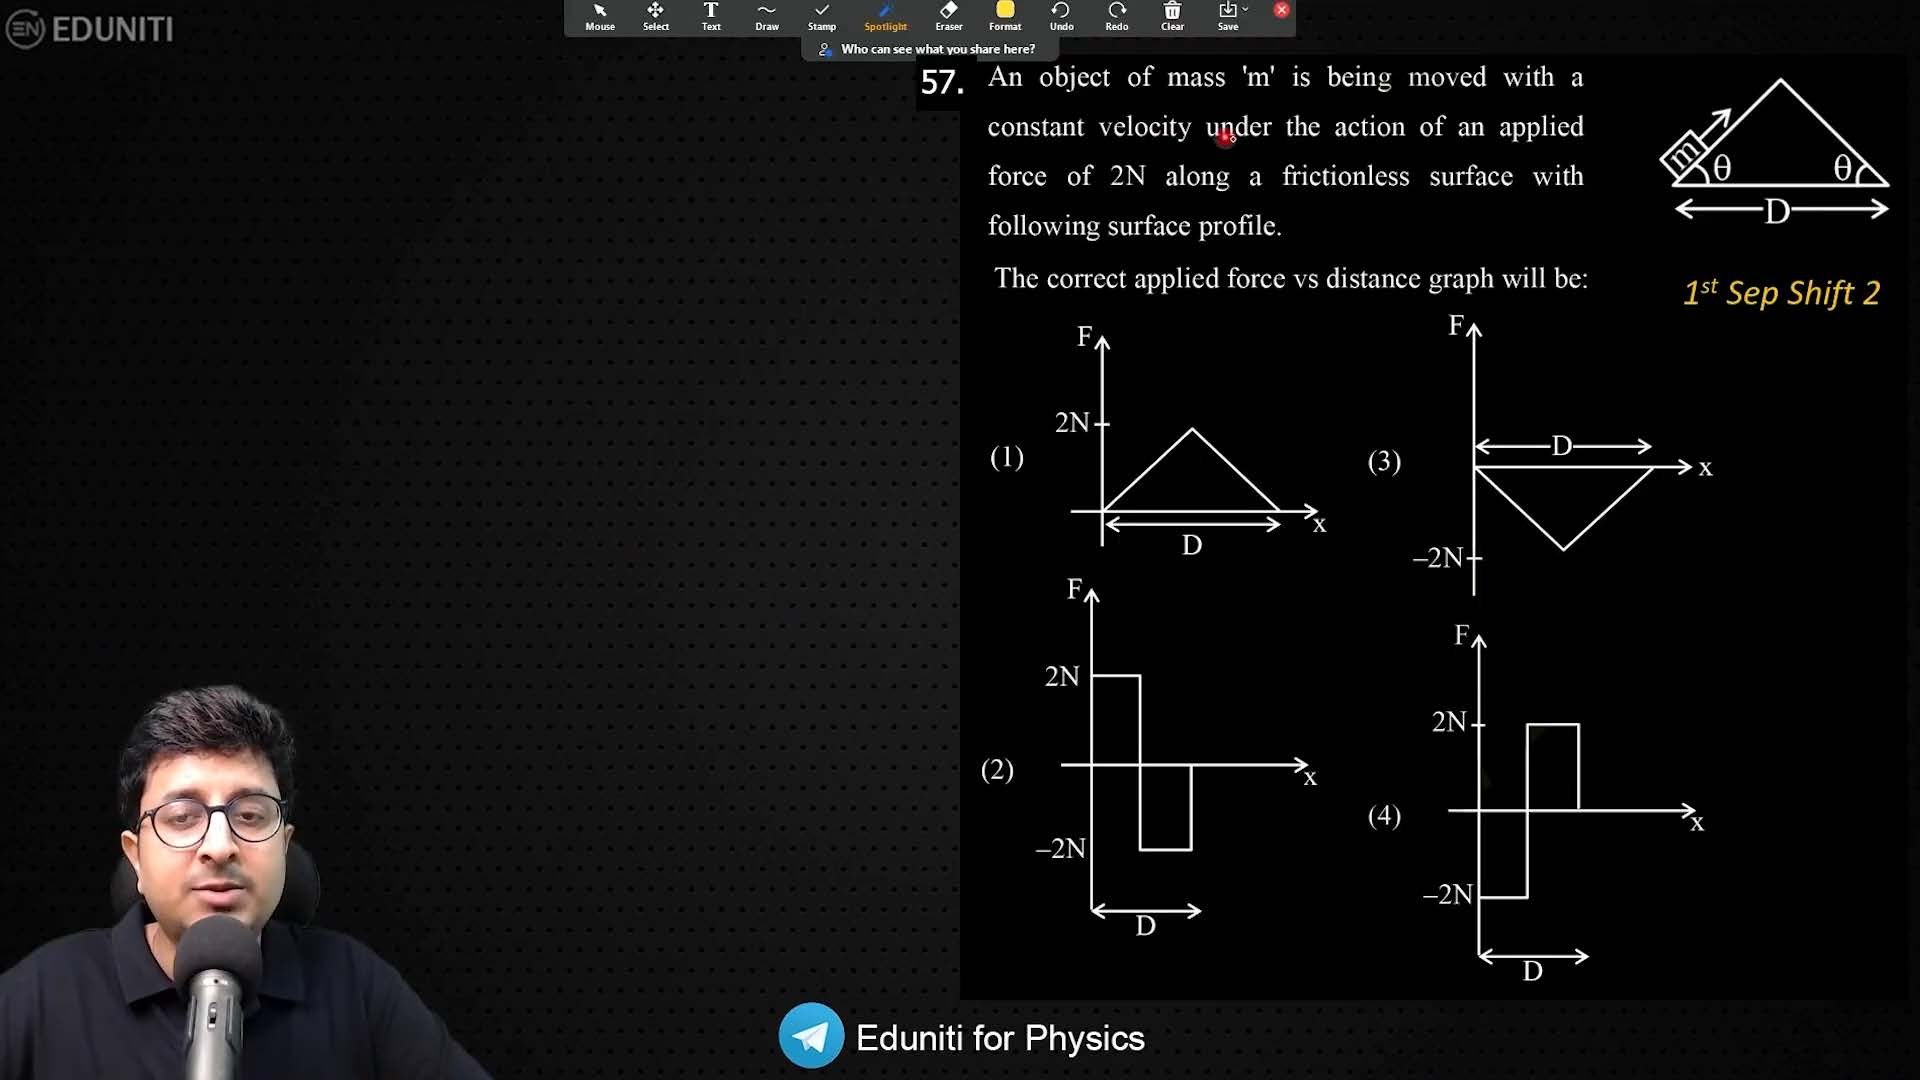 EDUNITI
Mouse Select Text Draw Stamp Spotlight Eraser Format Undo Redo Clear Save
Who can see what you share here?
57. An object of mass 'm' is being moved with a
constant velocity under the action of an applied
force of 2N along a frictionless surface with
following surface profile.
m θ θ
D
The correct applied force vs distance graph will be:
1st Sep Shift 2
(1)
F
2N
x
D
(3)
F
D
x
–2N
(2)
F
2N
x
–2N
D
(4)
F
2N
x
–2N
D
Eduniti for Physics